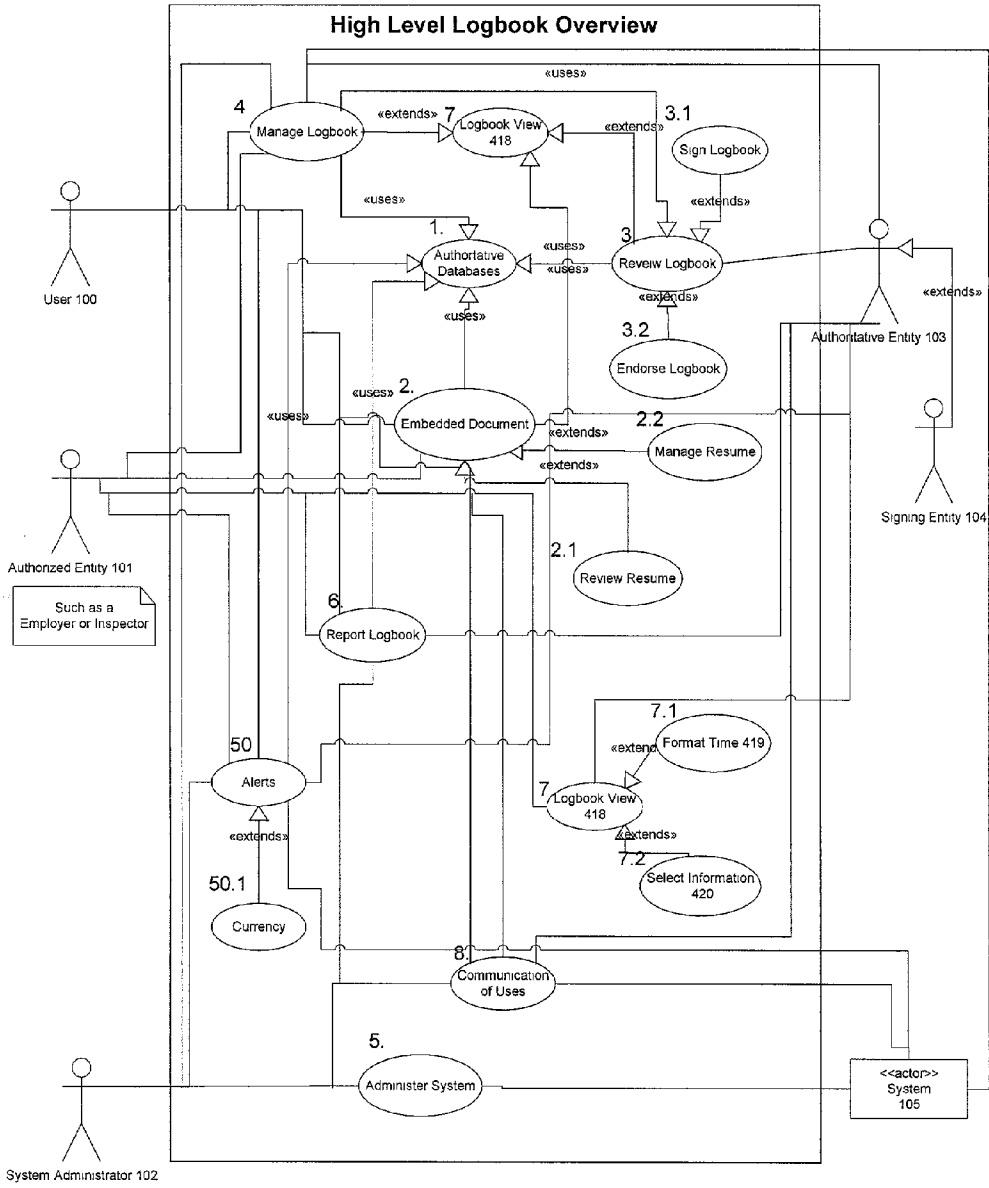 High Level Logbook Overview
«uses»
4
Manage Logbook
«extends»
7
Logbook View
418
«extends»
3.1
Sign Logbook
«extends»
«uses»
1.
Authoritative
Databases
«uses»
«uses»
3.
Reveiw Logbook
User 100
«extends»
«extends»
Authoritative Entity 103
«uses»
3.2
Endorse Logbook
«uses»
«uses»
2.
Embedded Document
«extends»
2.2
Manage Resume
«extends»
Signing Entity 104
Authorized Entity 101
Such as a
Employer or Inspector
2.1
Review Resume
6.
Report Logbook
7.1
Format Time 419
«extend
50
Alerts
7
Logbook View
418
«extends»
«extends»
7.2
Select Information
420
50.1
Currency
8.
Communication
of Uses
5.
Administer System
<<actor>>
System
105
System Administrator 102